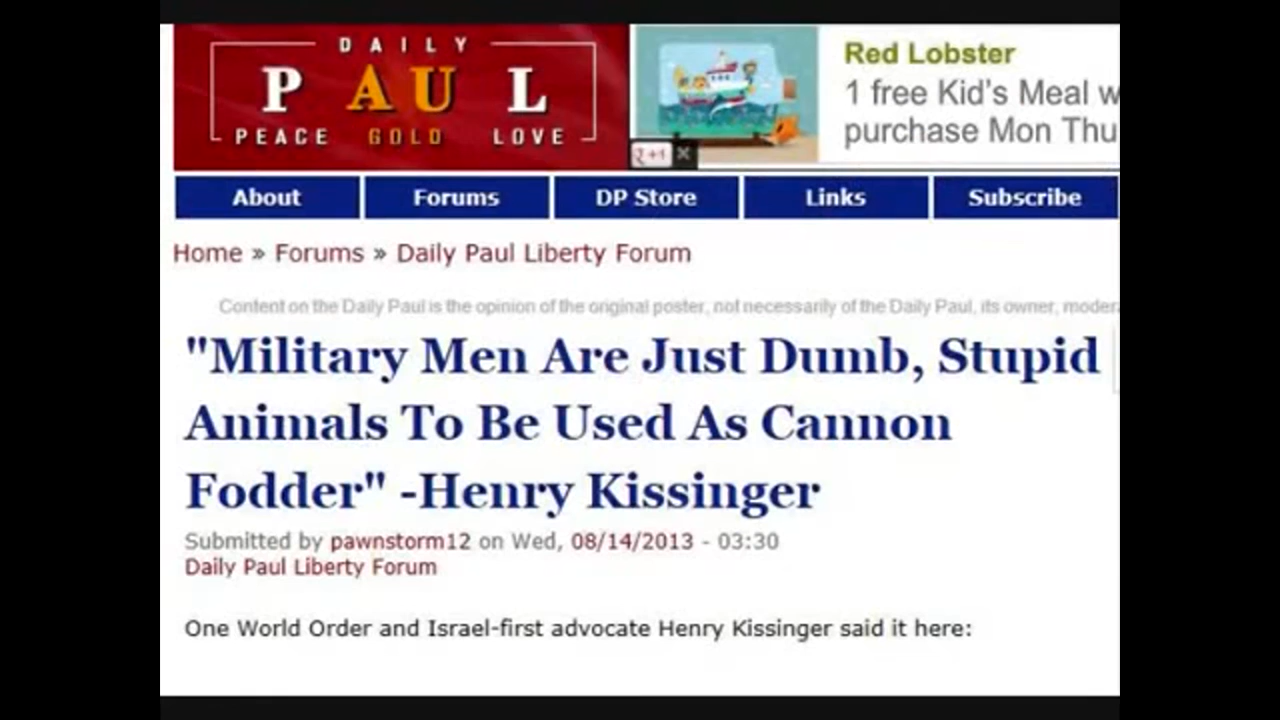 DAILY
PAUL
PEACE GOLD LOVE
Red Lobster
1 free Kid's Meal w
purchase Mon Thu
+1
About Forums DP Store Links Subscribe
Home » Forums » Daily Paul Liberty Forum
Content on the Daily Paul is the opinion of the original poster, not necessarily of the Daily Paul, its owner, moder
"Military Men Are Just Dumb, Stupid
Animals To Be Used As Cannon
Fodder" -Henry Kissinger
Submitted by pawnstorm12 on Wed, 08/14/2013 - 03:30
Daily Paul Liberty Forum
One World Order and Israel-first advocate Henry Kissinger said it here: